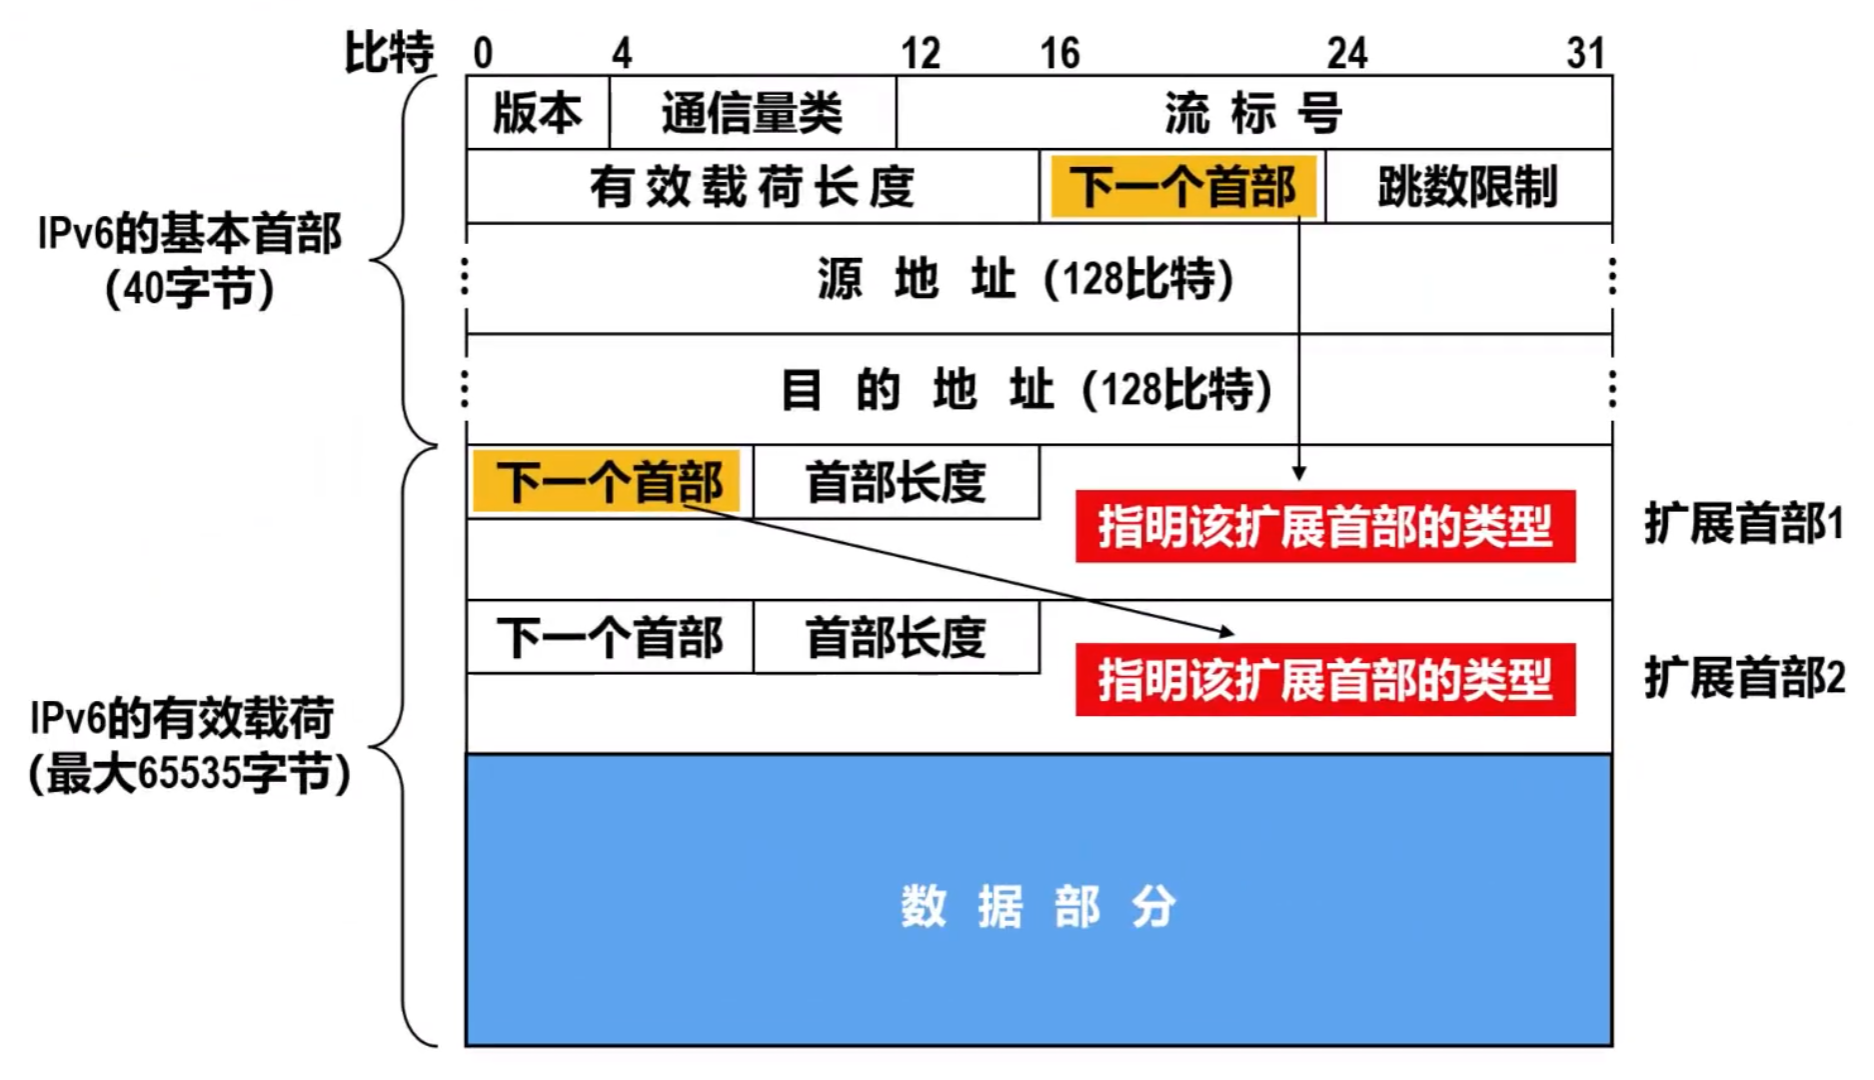 比特 0 4 12 16 24 31
版本 通信量类 流标号
有效载荷长度 下一个首部 跳数限制
IPv6的基本首部
(40字节)
源地址(128比特)
目的地址(128比特)
下一个首部 首部长度
指明该扩展首部的类型
扩展首部1
下一个首部 首部长度
指明该扩展首部的类型
扩展首部2
IPv6的有效载荷
(最大65535字节)
数据部分